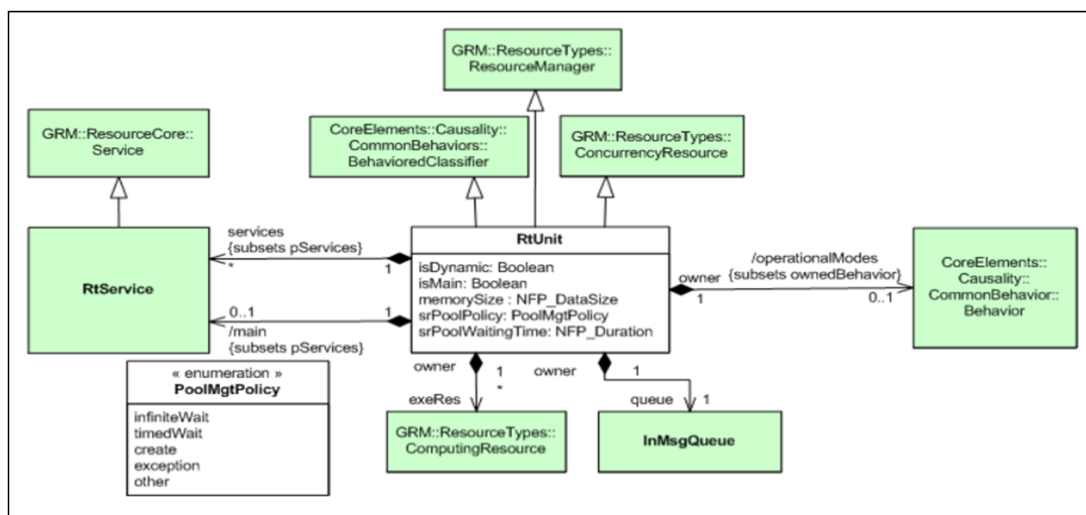 GRM::ResourceTypes::
ResourceManager
GRM::ResourceCore::
Service
CoreElements::Causality::
CommonBehaviors::
BehavioredClassifier
GRM::ResourceTypes::
ConcurrencyResource
services
{subsets pServices}
*
1
RtService
0..1
1
/main
{subsets pServices}
RtUnit
isDynamic: Boolean
isMain: Boolean
memorySize : NFP_DataSize
srPoolPolicy: PoolMgtPolicy
srPoolWaitingTime: NFP_Duration
/operationalModes
owner
{subsets ownedBehavior}
1
0..1
CoreElements::
Causality::
CommonBehavior::
Behavior
« enumeration »
PoolMgtPolicy
infiniteWait
timedWait
create
exception
other
owner
1
*
exeRes
GRM::ResourceTypes::
ComputingResource
owner
1
queue
1
InMsgQueue